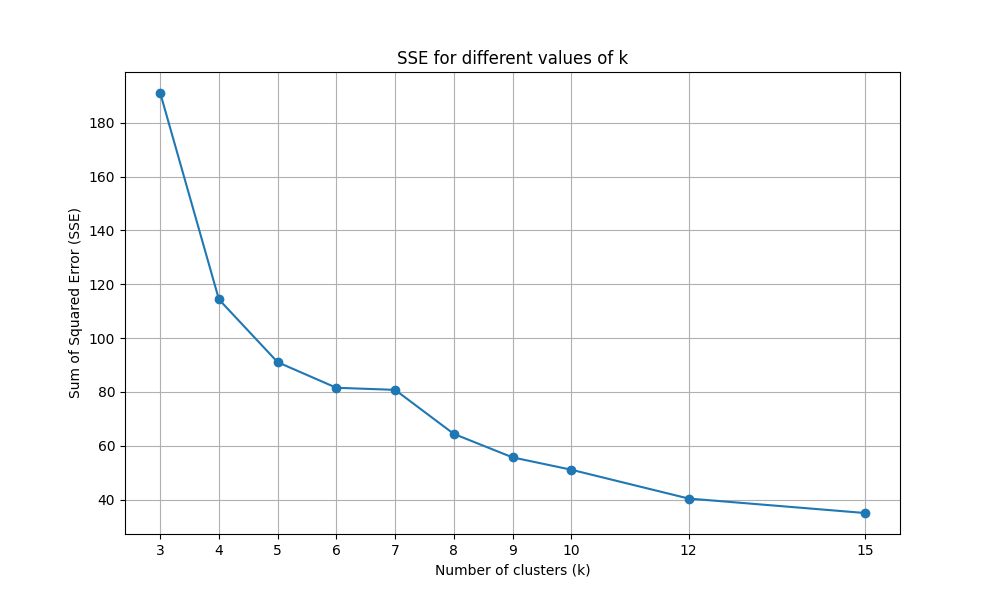 SSE for different values of k
180
160
140
120
100
80
60
40
Sum of Squared Error (SSE)
3 4 5 6 7 8 9 10 12 15
Number of clusters (k)